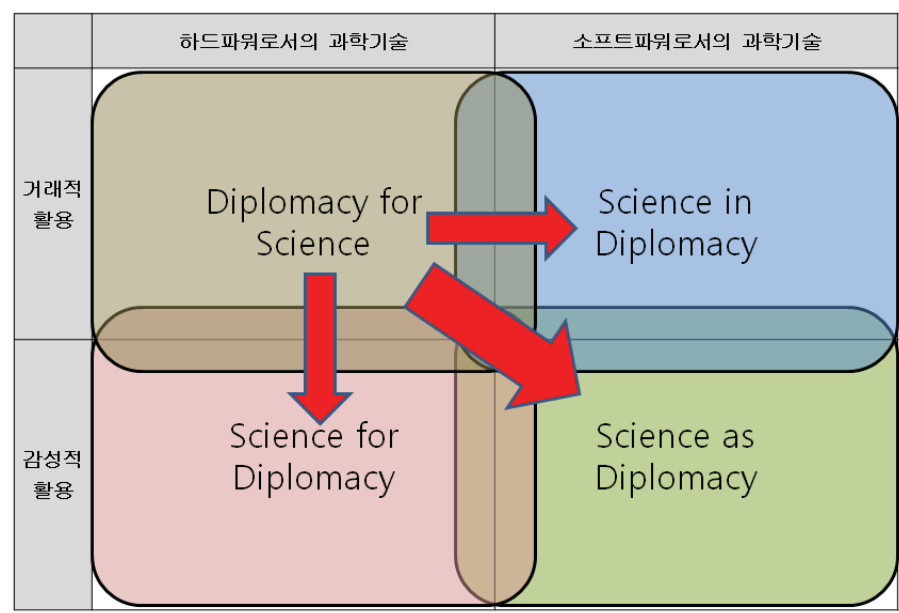 하드파워로서의 과학기술
소프트파워로서의 과학기술
거래적
활용
Diplomacy for
Science
Science in
Diplomacy
감성적
활용
Science for
Diplomacy
Science as
Diplomacy